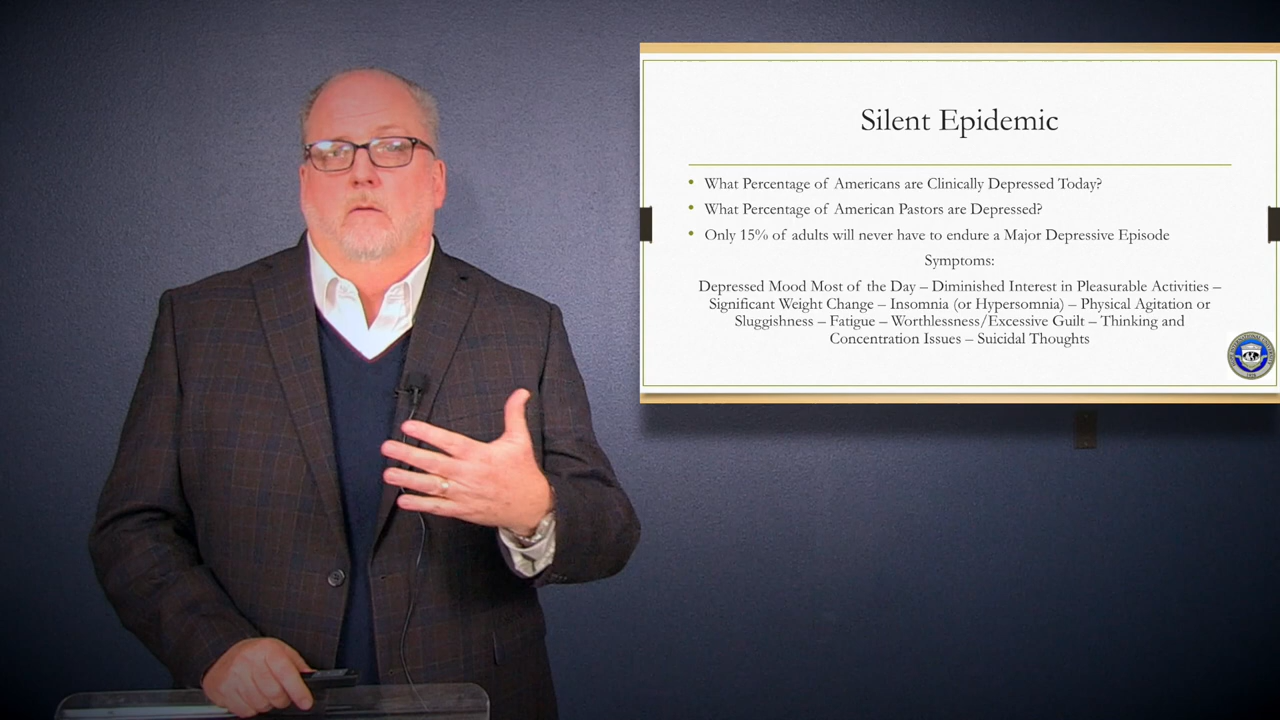 Silent Epidemic
• What Percentage of Americans are Clinically Depressed Today?
• What Percentage of American Pastors are Depressed?
• Only 15% of adults will never have to endure a Major Depressive Episode
Symptoms:
Depressed Mood Most of the Day – Diminished Interest in Pleasurable Activities –
Significant Weight Change – Insomnia (or Hypersomnia) – Physical Agitation or
Sluggishness – Fatigue – Worthlessness/Excessive Guilt – Thinking and
Concentration Issues – Suicidal Thoughts